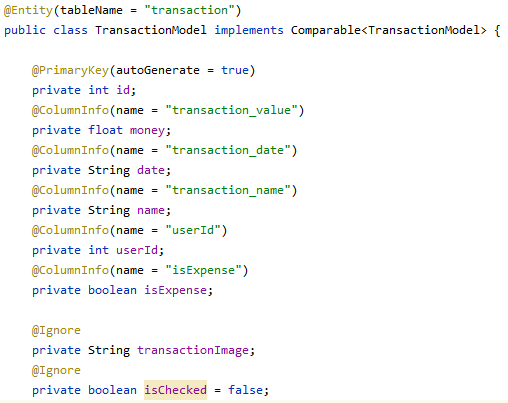 @Entity(tableName = "transaction")
public class TransactionModel implements Comparable<TransactionModel> {
@PrimaryKey(autoGenerate = true)
private int id;
@ColumnInfo(name = "transaction_value")
private float money;
@ColumnInfo(name = "transaction_date")
private String date;
@ColumnInfo(name = "transaction_name")
private String name;
@ColumnInfo(name = "userId")
private int userId;
@ColumnInfo(name = "isExpense")
private boolean isExpense;
@Ignore
private String transactionImage;
@Ignore
private boolean isChecked = false;